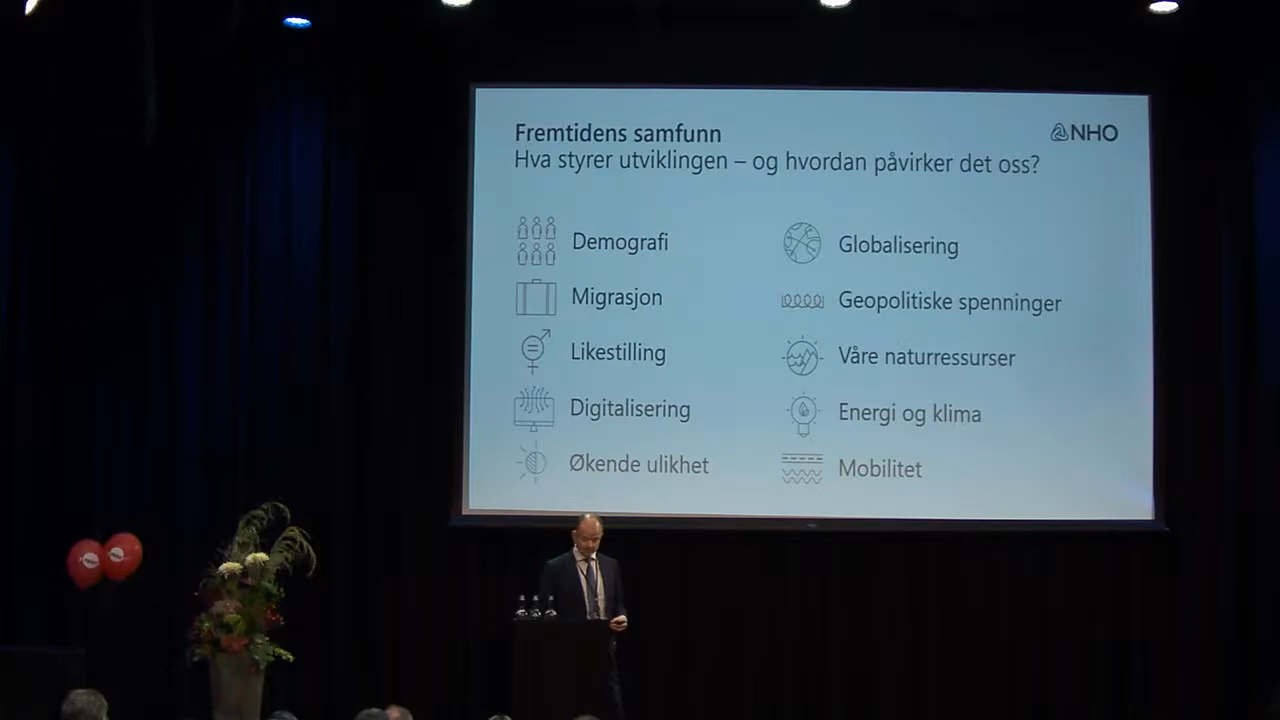 Fremtidens samfunn
NHO
Hva styrer utviklingen – og hvordan påvirker det oss?
Demografi
Globalisering
Migrasjon
Geopolitiske spenninger
Likestilling
Våre naturressurser
Digitalisering
Energi og klima
Økende ulikhet
Mobilitet